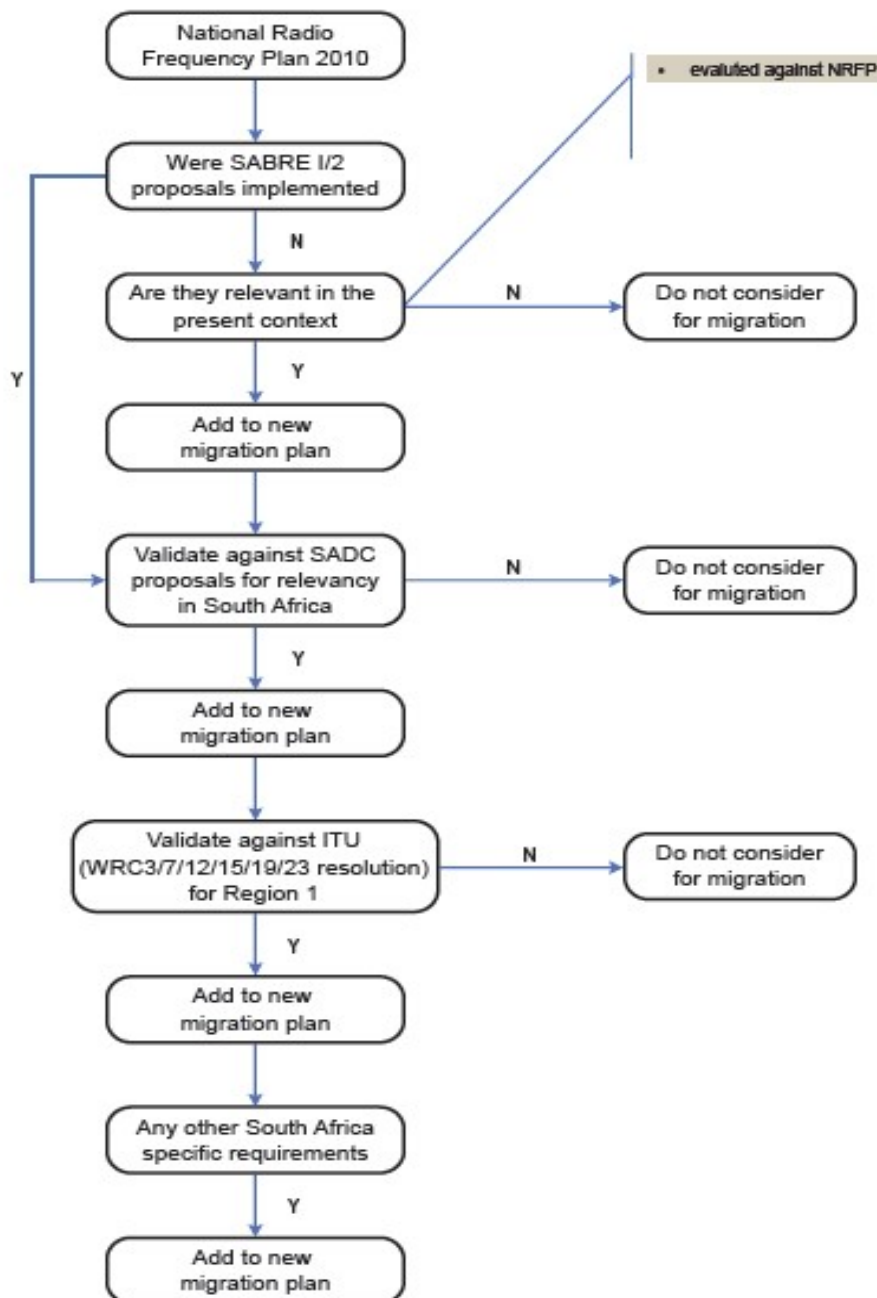 National Radio
Frequency Plan 2010
• evaluted against NRFP
Were SABRE I/2
proposals implemented
N
Are they relevant in the
present context
N
Do not consider
for migration
Y
Y
Add to new
migration plan
Validate against SADC
proposals for relevancy
in South Africa
N
Do not consider
for migration
Y
Add to new
migration plan
Validate against ITU
(WRC3/7/12/15/19/23 resolution)
for Region 1
N
Do not consider
for migration
Y
Add to new
migration plan
Any other South Africa
specific requirements
Y
Add to new
migration plan